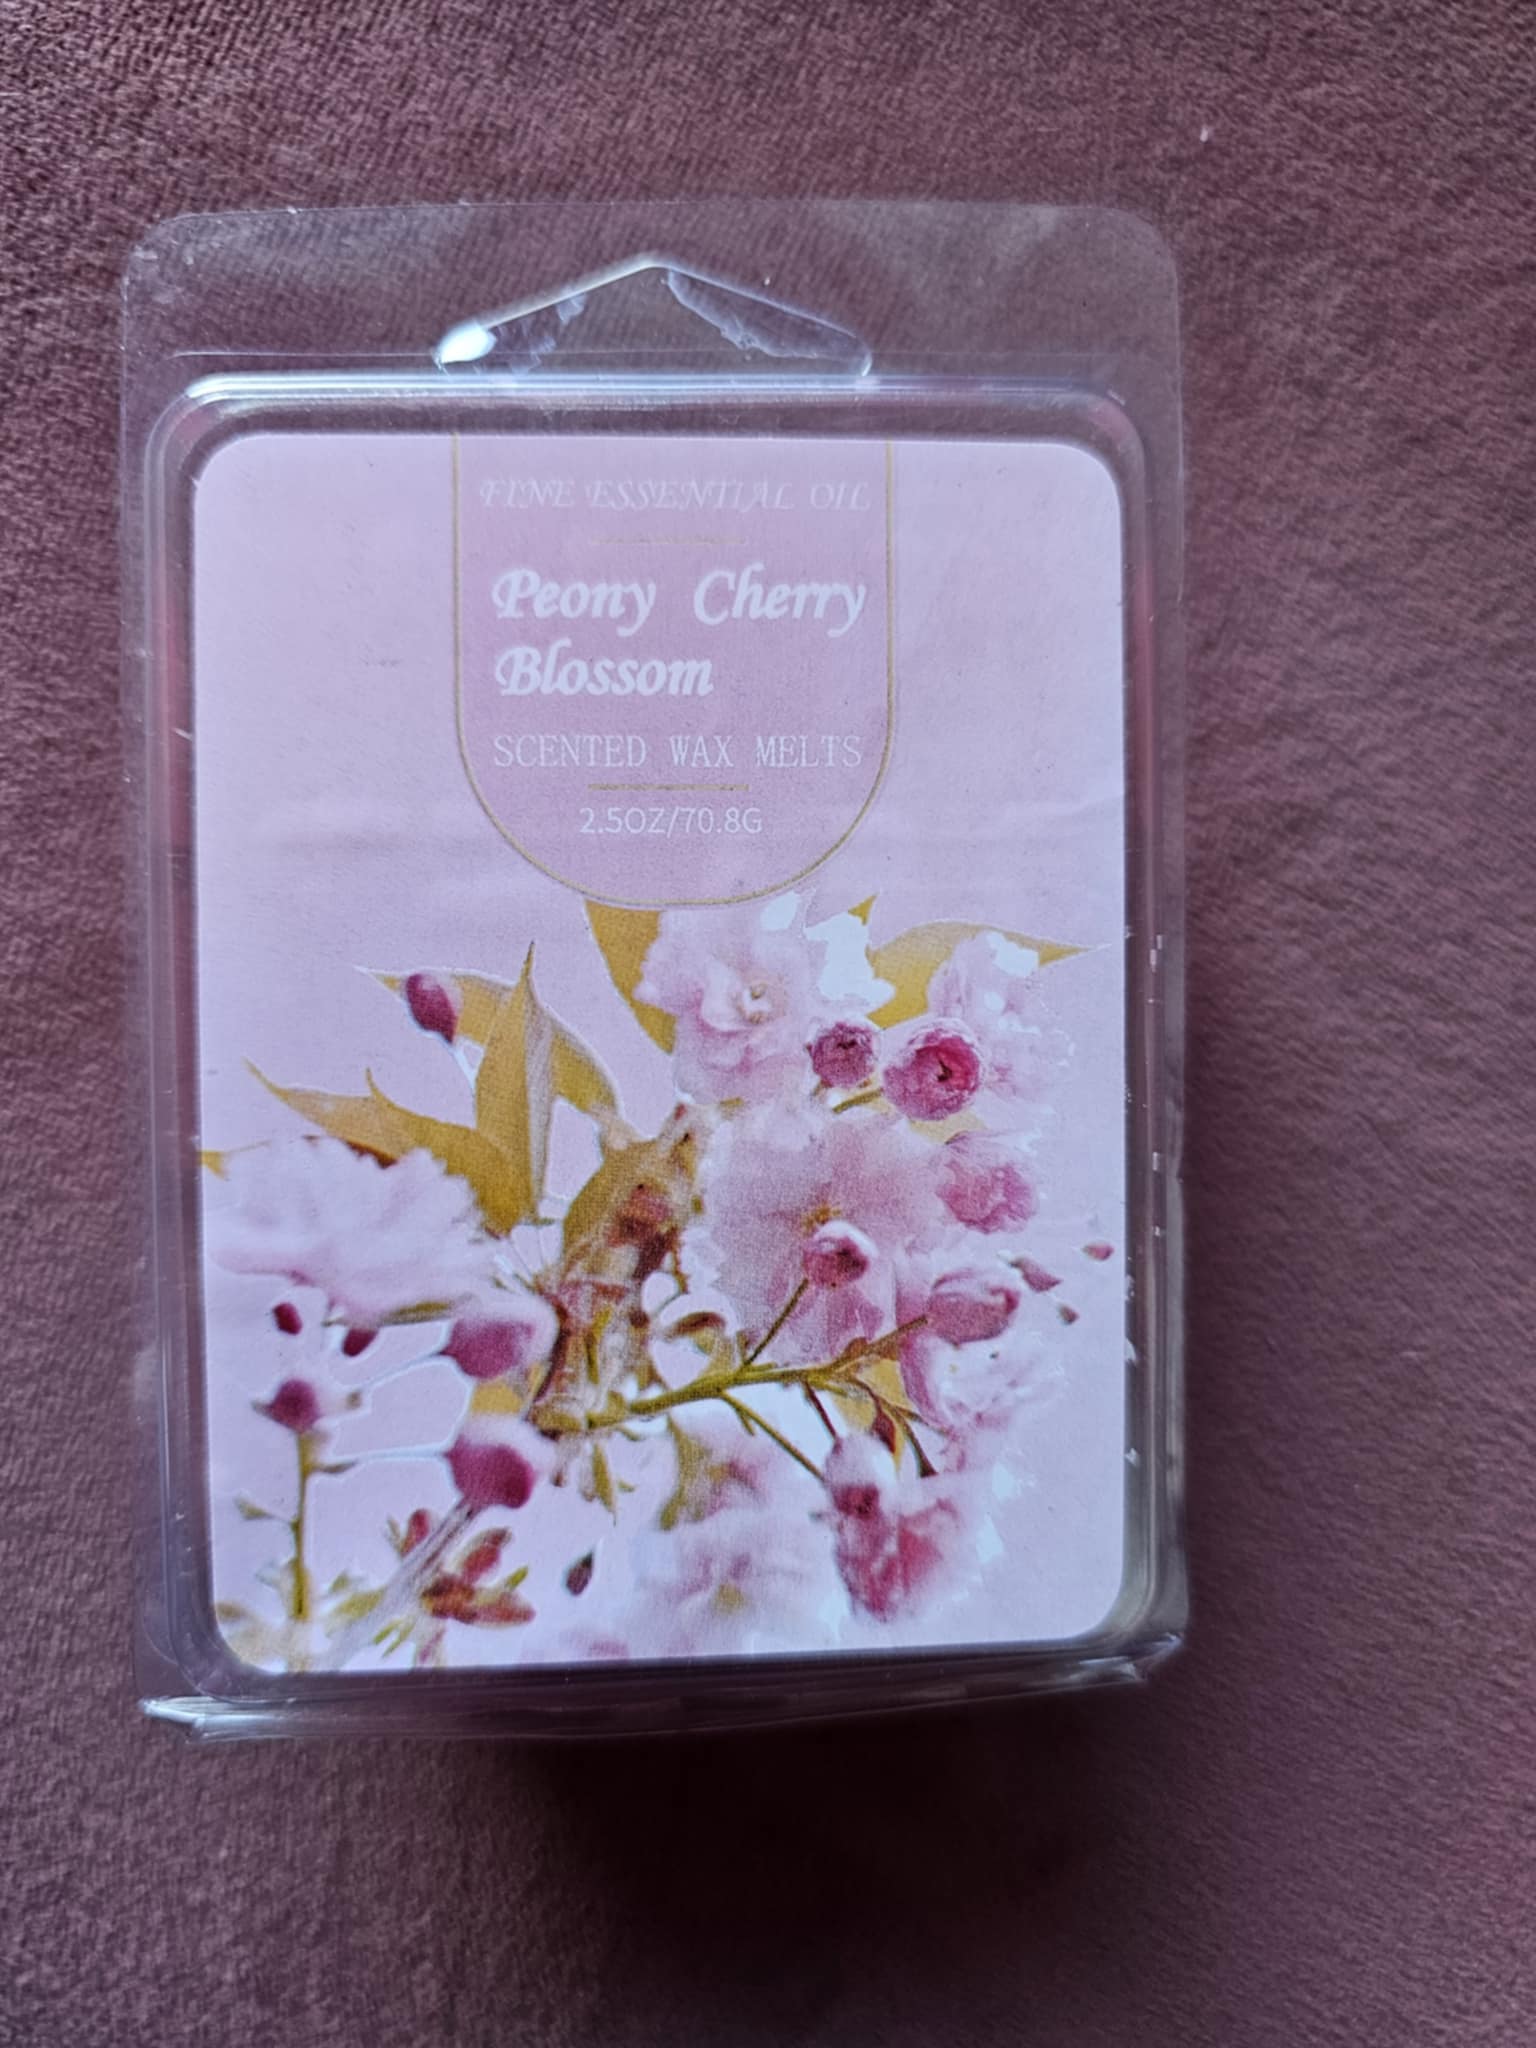 FINE ESSENTIAL OIL
Peony Cherry
Blossom
SCENTED WAX MELTS
2.5OZ/70.8G